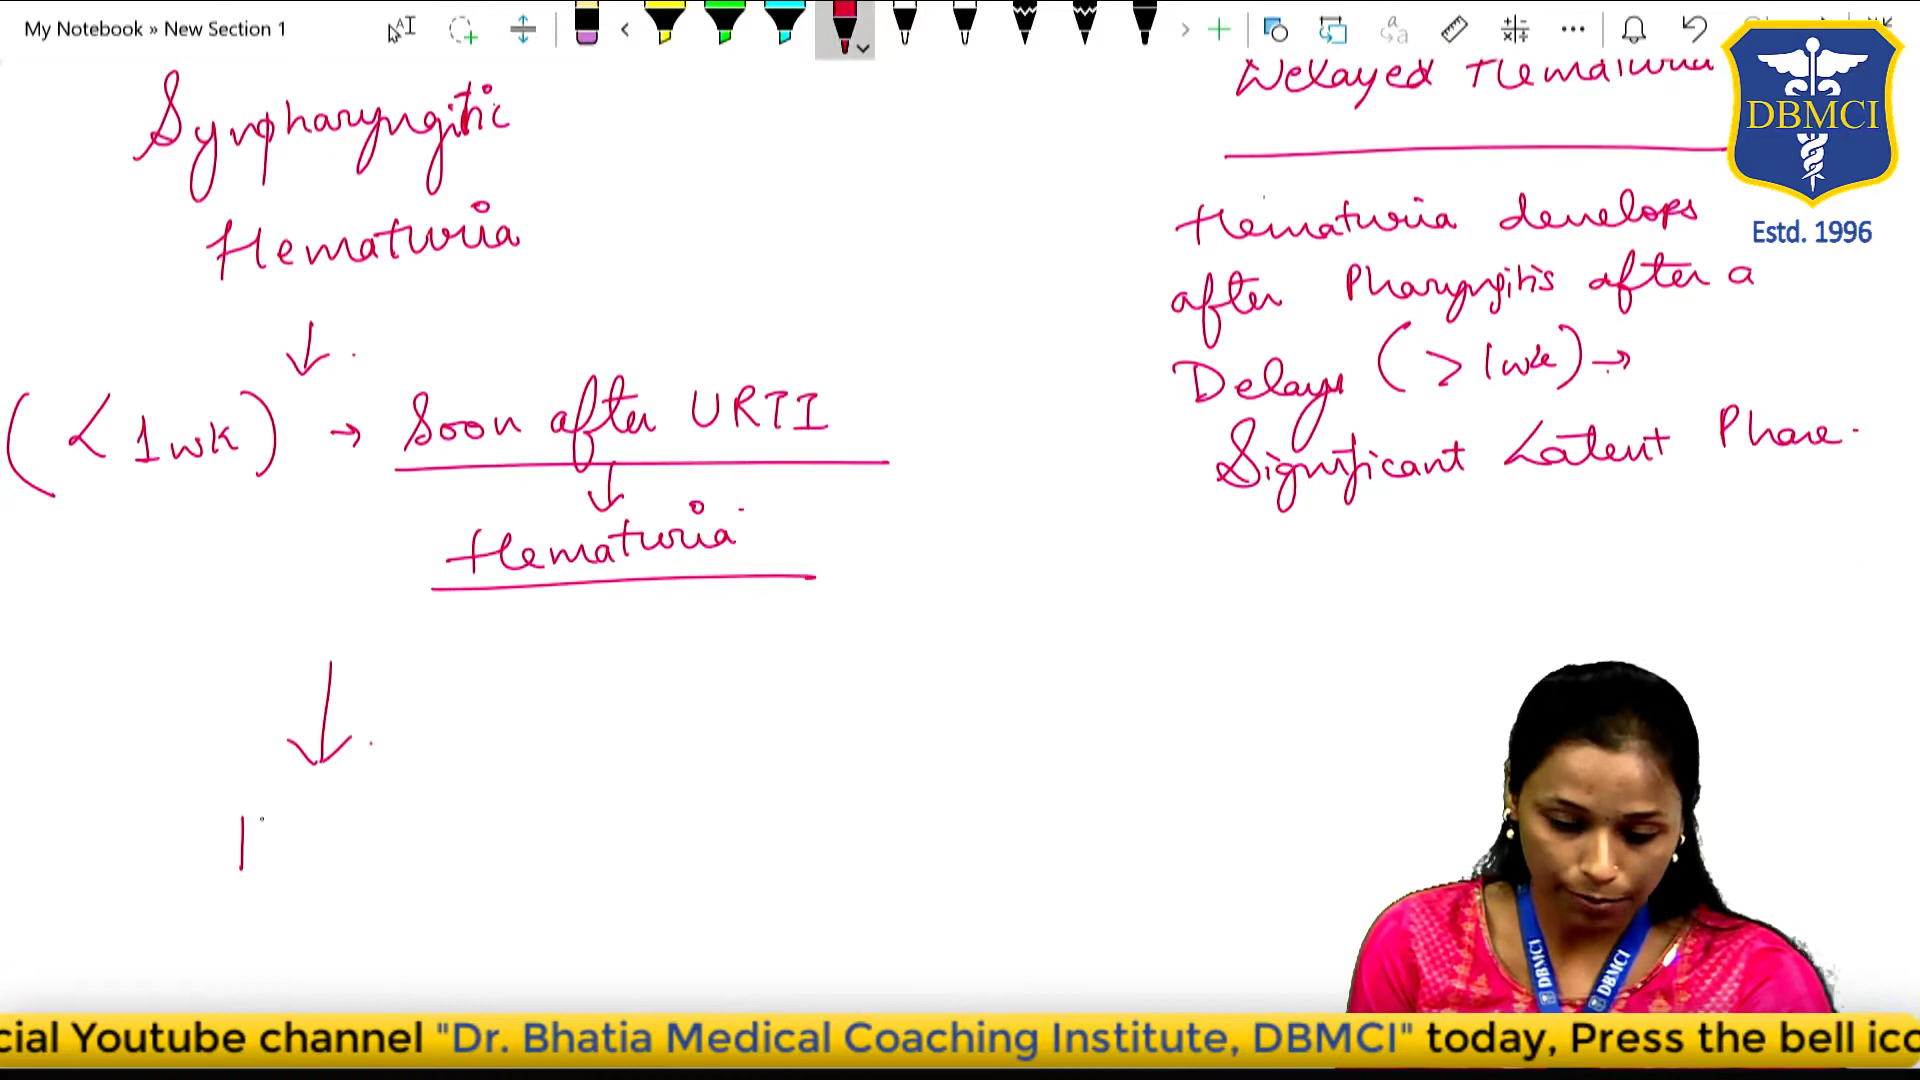 My Notebook » New Section 1
Synpharyngitic
Hematuria
(< 1wk) → Soon after URTI
Hematuria
Delayed Hematuria
Hematuria develops
after Pharyngitis after a
Delays (> 1wk) →
Significant Latent Phase.
DBMCI
Estd. 1996
DBMCI
DBMCI
cial Youtube channel "Dr. Bhatia Medical Coaching Institute, DBMCI" today, Press the bell ico